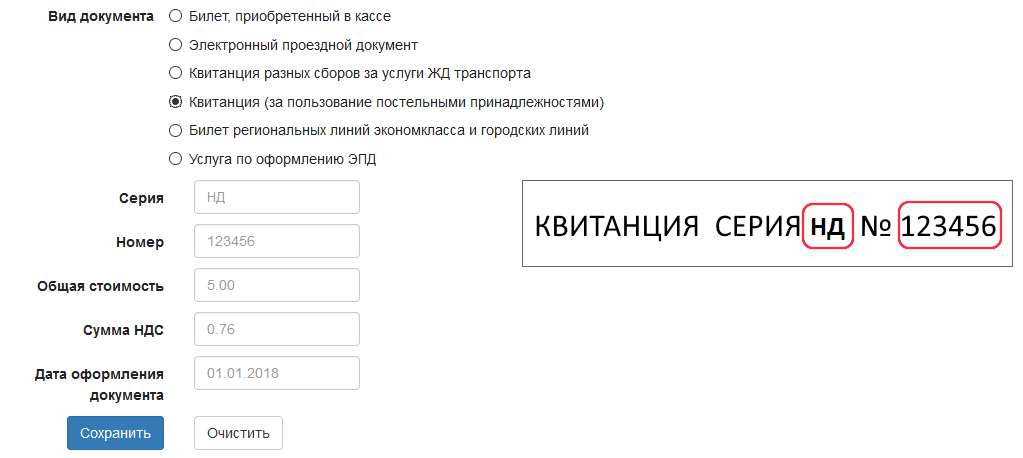 Вид документа
Билет, приобретенный в кассе
Электронный проездной документ
Квитанция разных сборов за услуги ЖД транспорта
Квитанция (за пользование постельными принадлежностями)
Билет региональных линий экономкласса и городских линий
Услуга по оформлению ЭПД
Серия НД
Номер 123456
Общая стоимость 5.00
Сумма НДС 0.76
Дата оформления
документа 01.01.2018
Сохранить Очистить
КВИТАНЦИЯ СЕРИЯ НД № 123456